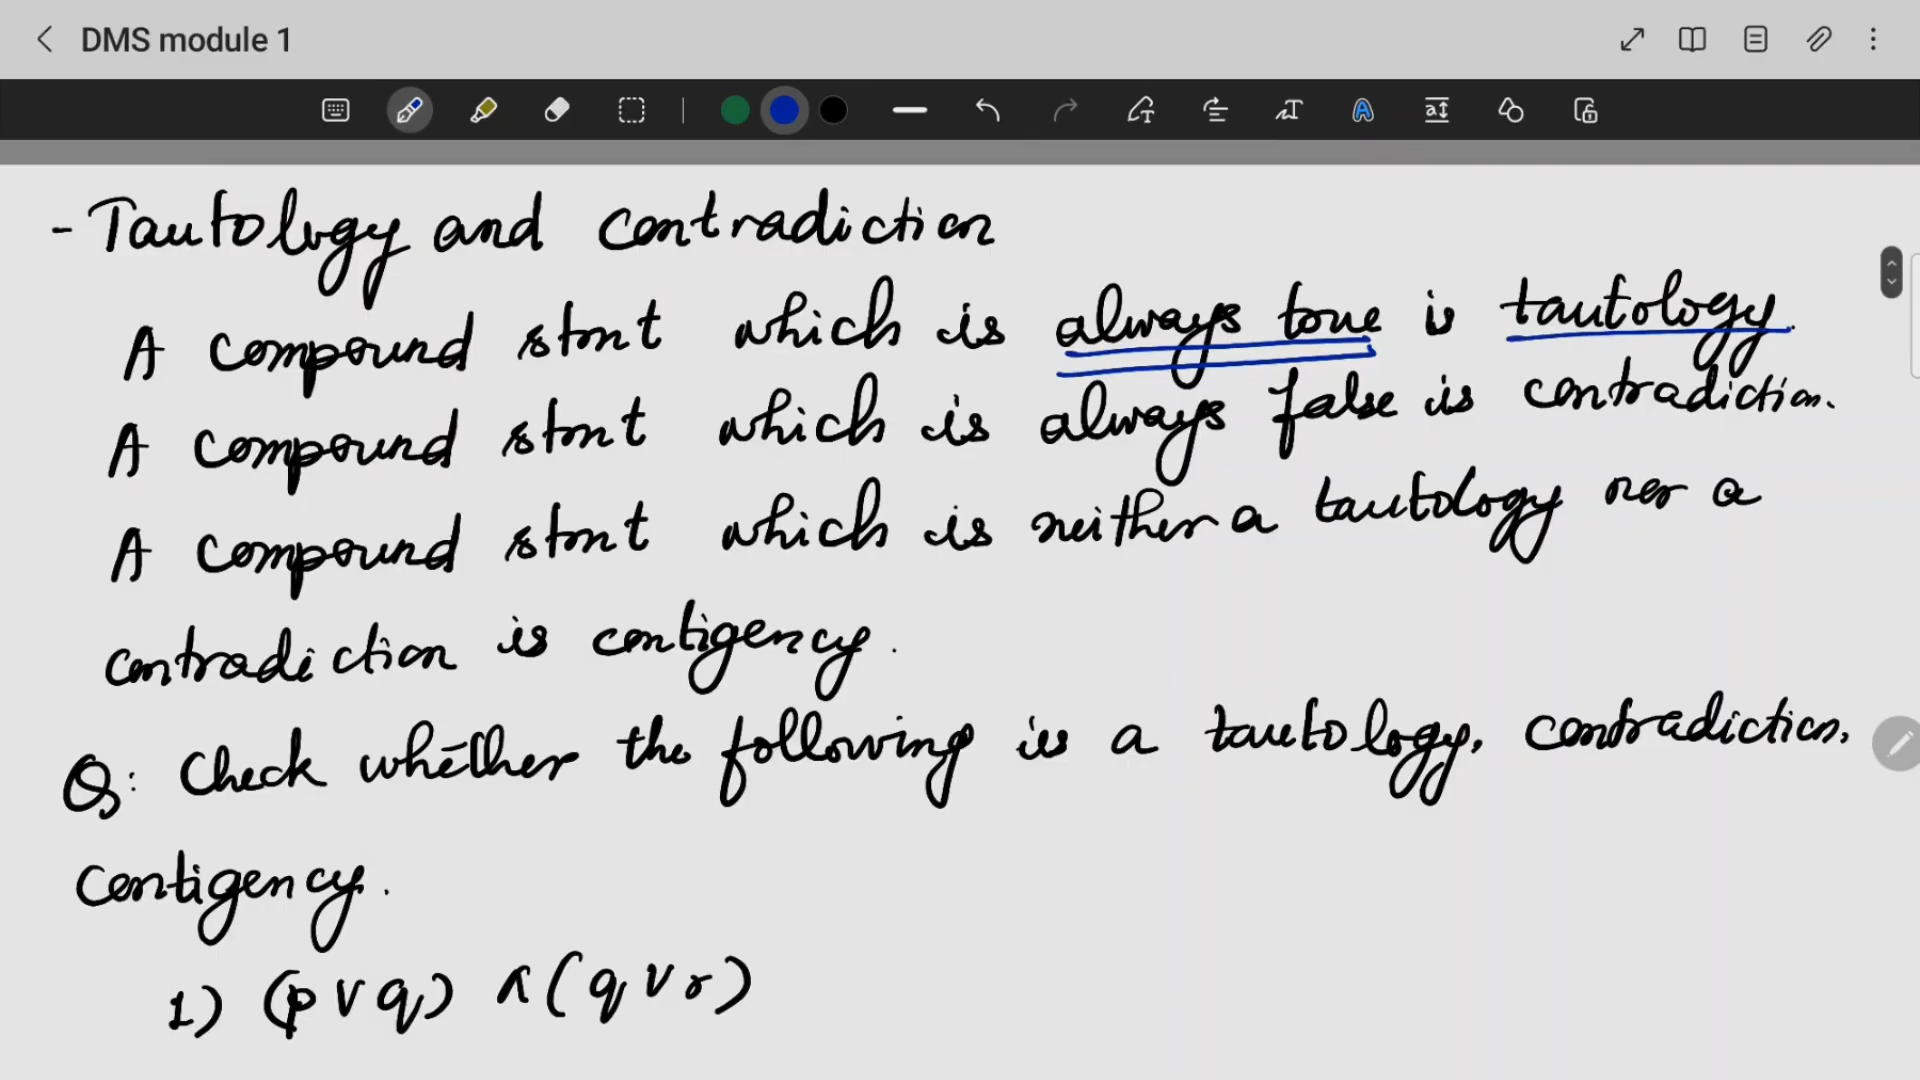 DMS module 1
- Tautology and contradiction
A compound stmt which is always true is tautology.
A compound stmt which is always false is contradiction.
A compound stmt which is neither a tautology nor a
contradiction is contigency.
Q: Check whether the following is a tautology, contradiction,
Contigency.
1) (p ∨ q) ∧ (q ∨ r)